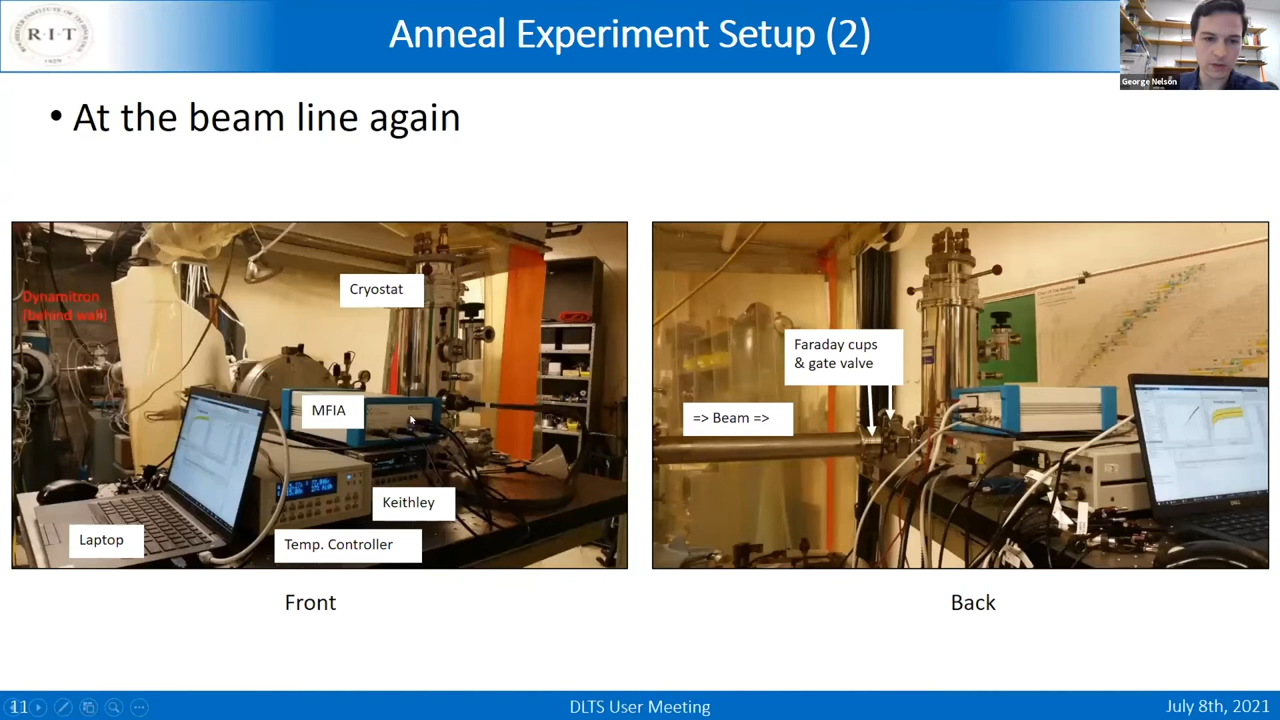 R·I·T
Anneal Experiment Setup (2)
George Nelson
• At the beam line again
Dynamitron
(behind wall)
Cryostat
MFIA
Keithley
Laptop
Temp. Controller
Faraday cups
& gate valve
=> Beam =>
Front
Back
11
DLTS User Meeting
July 8th, 2021